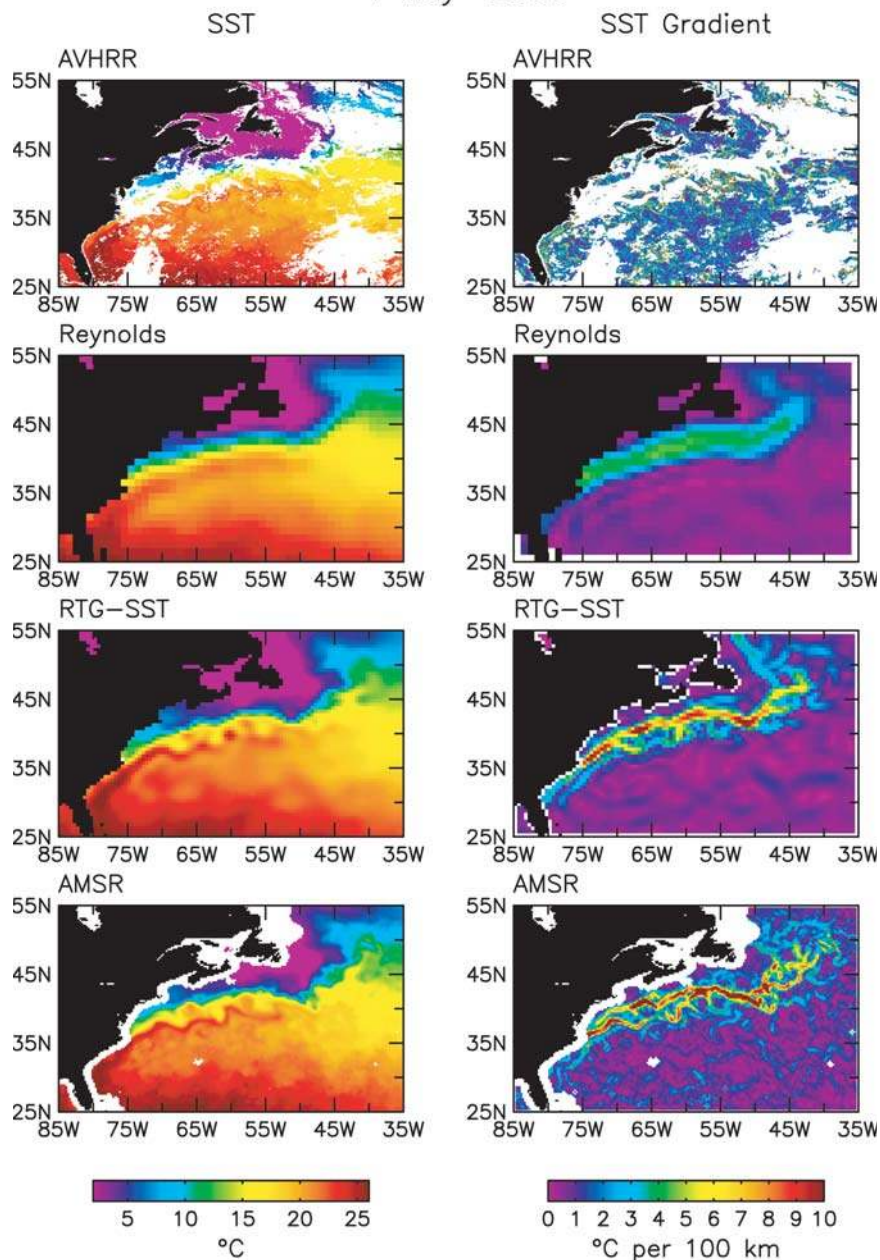 SST SST Gradient
AVHRR AVHRR
55N 55N
45N 45N
35N 35N
25N 25N
85W 75W 65W 55W 45W 35W 85W 75W 65W 55W 45W 35W
Reynolds Reynolds
55N 55N
45N 45N
35N 35N
25N 25N
85W 75W 65W 55W 45W 35W 85W 75W 65W 55W 45W 35W
RTG-SST RTG-SST
55N 55N
45N 45N
35N 35N
25N 25N
85W 75W 65W 55W 45W 35W 85W 75W 65W 55W 45W 35W
AMSR AMSR
55N 55N
45N 45N
35N 35N
25N 25N
85W 75W 65W 55W 45W 35W 85W 75W 65W 55W 45W 35W
5 10 15 20 25 0 1 2 3 4 5 6 7 8 9 10
°C °C per 100 km